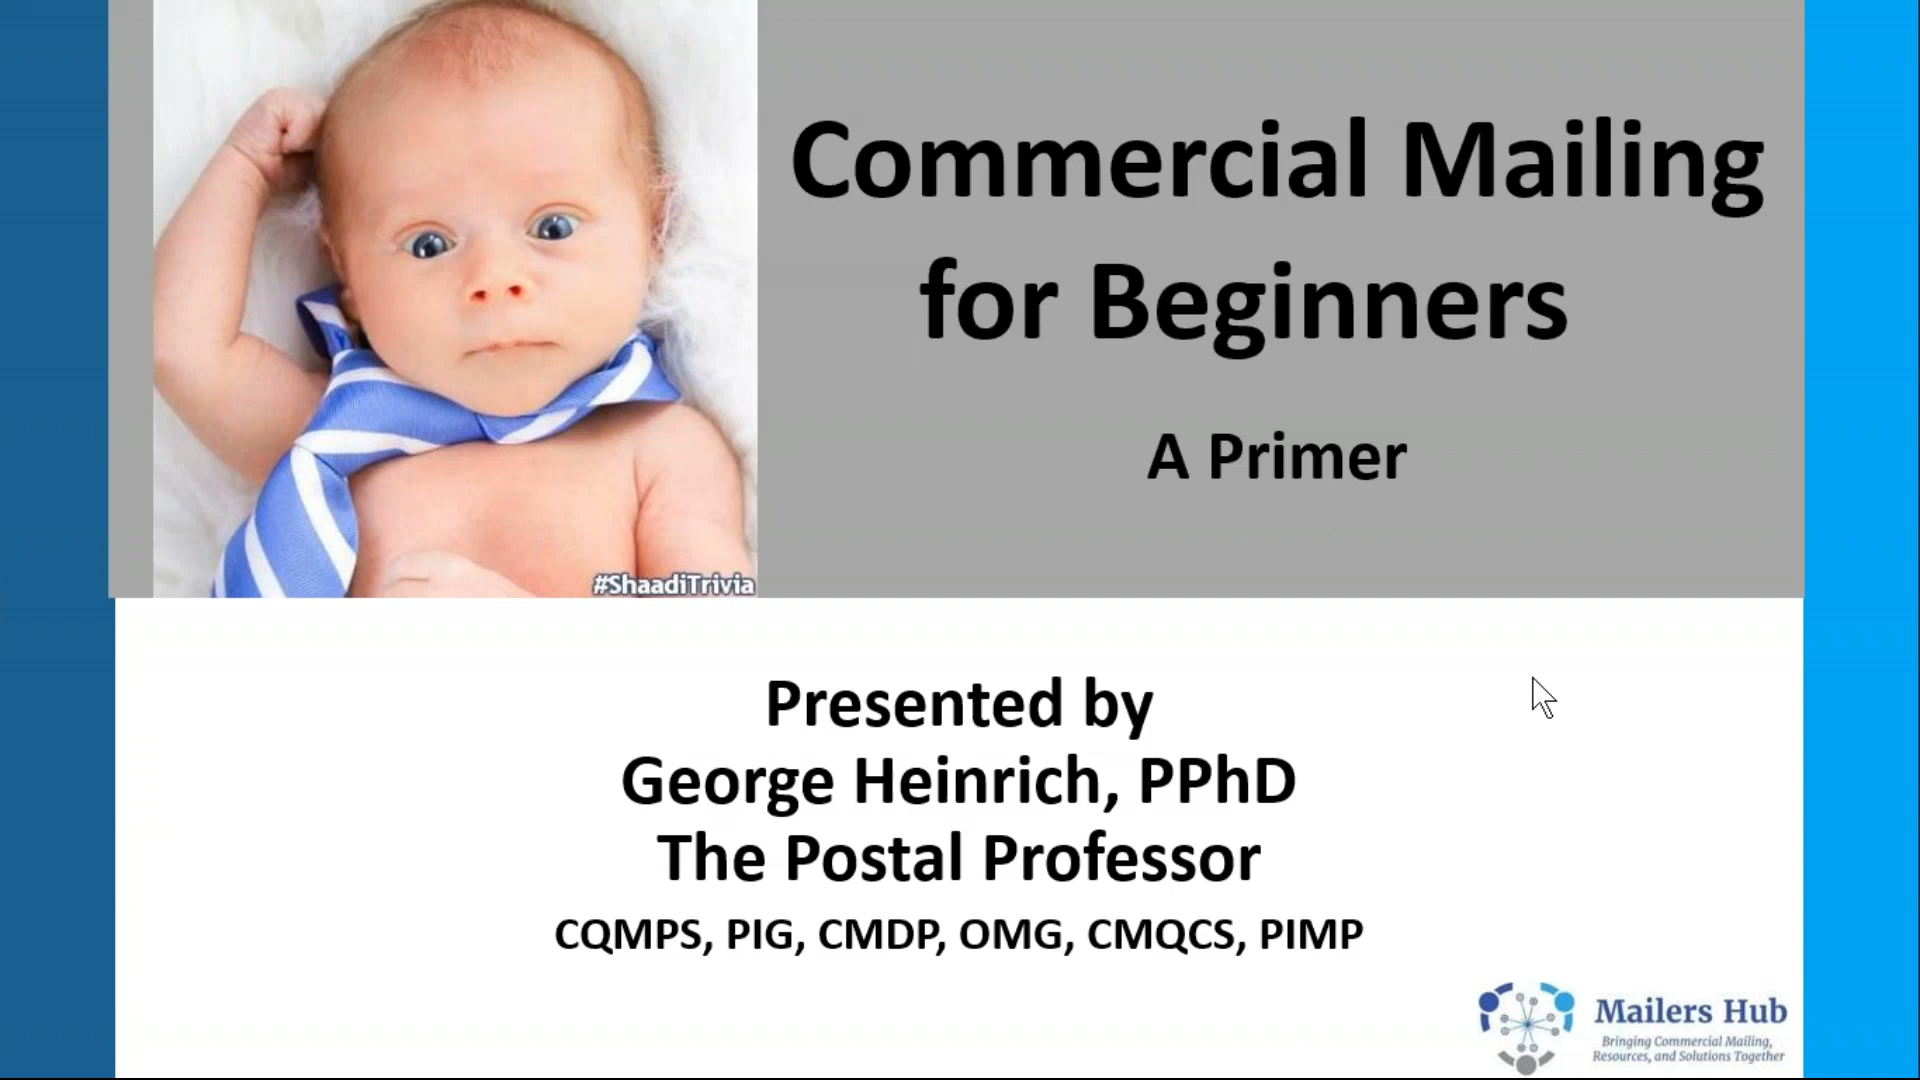 Commercial Mailing
for Beginners
A Primer
#ShaadiTrivia
Presented by
George Heinrich, PPhD
The Postal Professor
CQMPS, PIG, CMDP, OMG, CMQCS, PIMP
Mailers Hub
Bringing Commercial Mailing,
Resources, and Solutions Together